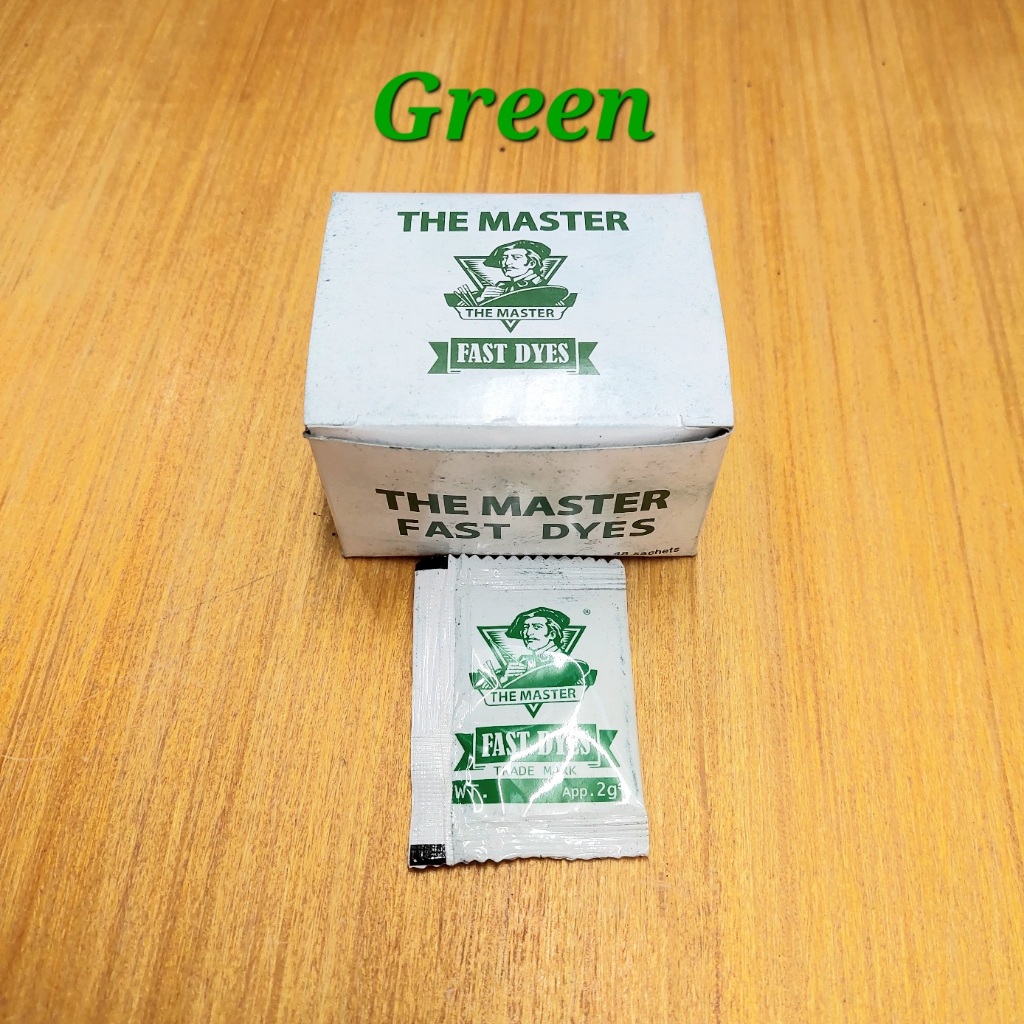 Green
THE MASTER
THE MASTER
FAST DYES
THE MASTER
FAST DYES
sachets
®
THE MASTER
FAST DYES
TRADE MARK
WT. App.2g